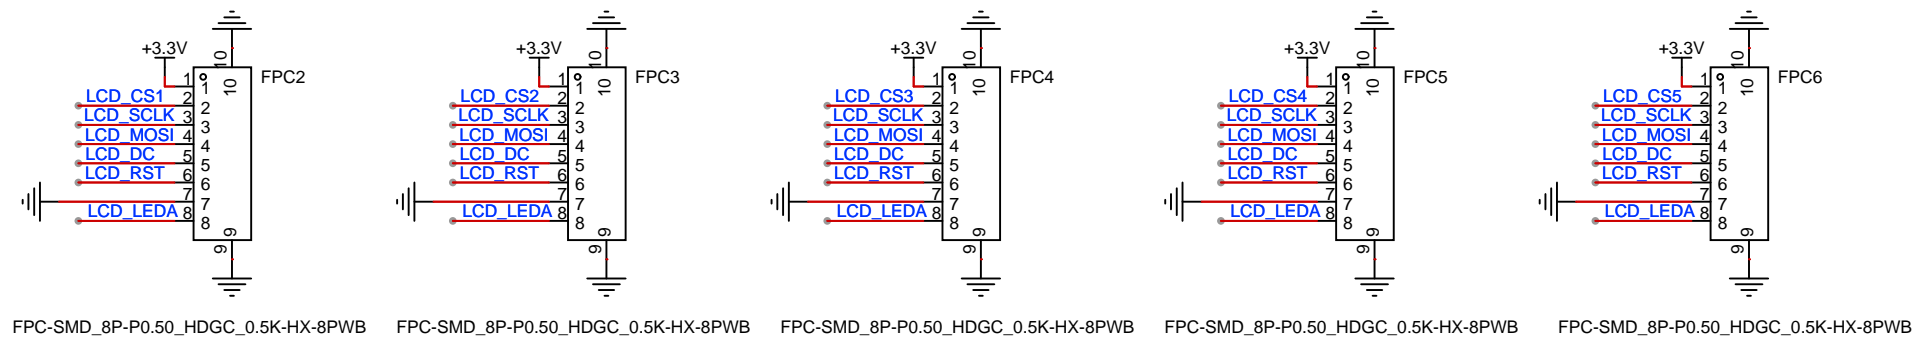 +3.3V
10
10
FPC2
1
1
LCD_CS1
2
2
LCD_SCLK
3
3
LCD_MOSI
4
4
LCD_DC
5
5
LCD_RST
6
6
7
7
LCD_LEDA
8
8
9
9
FPC-SMD_8P-P0.50_HDGC_0.5K-HX-8PWB
+3.3V
10
10
FPC3
1
1
LCD_CS2
2
2
LCD_SCLK
3
3
LCD_MOSI
4
4
LCD_DC
5
5
LCD_RST
6
6
7
7
LCD_LEDA
8
8
9
9
FPC-SMD_8P-P0.50_HDGC_0.5K-HX-8PWB
+3.3V
10
10
FPC4
1
1
LCD_CS3
2
2
LCD_SCLK
3
3
LCD_MOSI
4
4
LCD_DC
5
5
LCD_RST
6
6
7
7
LCD_LEDA
8
8
9
9
FPC-SMD_8P-P0.50_HDGC_0.5K-HX-8PWB
+3.3V
10
10
FPC5
1
1
LCD_CS4
2
2
LCD_SCLK
3
3
LCD_MOSI
4
4
LCD_DC
5
5
LCD_RST
6
6
7
7
LCD_LEDA
8
8
9
9
FPC-SMD_8P-P0.50_HDGC_0.5K-HX-8PWB
+3.3V
10
10
FPC6
1
1
LCD_CS5
2
2
LCD_SCLK
3
3
LCD_MOSI
4
4
LCD_DC
5
5
LCD_RST
6
6
7
7
LCD_LEDA
8
8
9
9
FPC-SMD_8P-P0.50_HDGC_0.5K-HX-8PWB